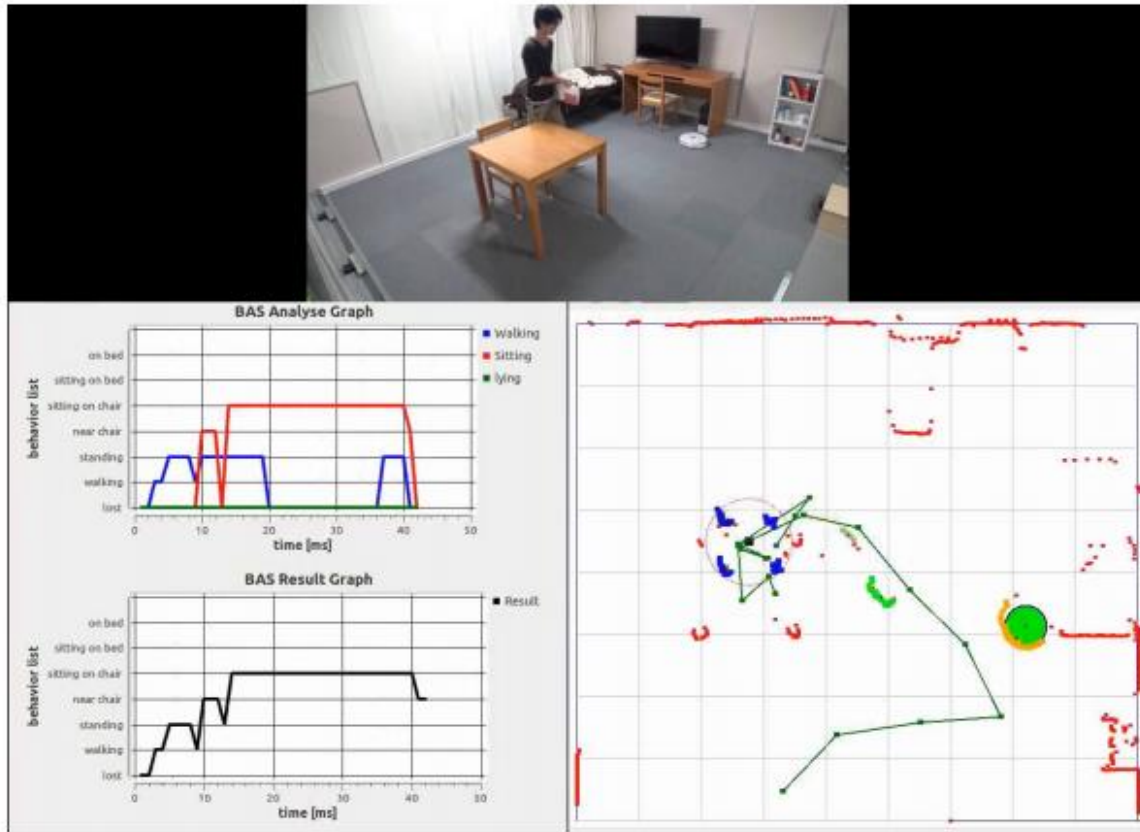 BAS Analyse Graph
Walking
Sitting
lying
behavior list
on bed
sitting on bed
sitting on chair
near chair
standing
walking
lost
0 10 20 30 40 50
time [ms]
BAS Result Graph
Result
behavior list
on bed
sitting on bed
sitting on chair
near chair
standing
walking
lost
0 10 20 30 40 50
time [ms]